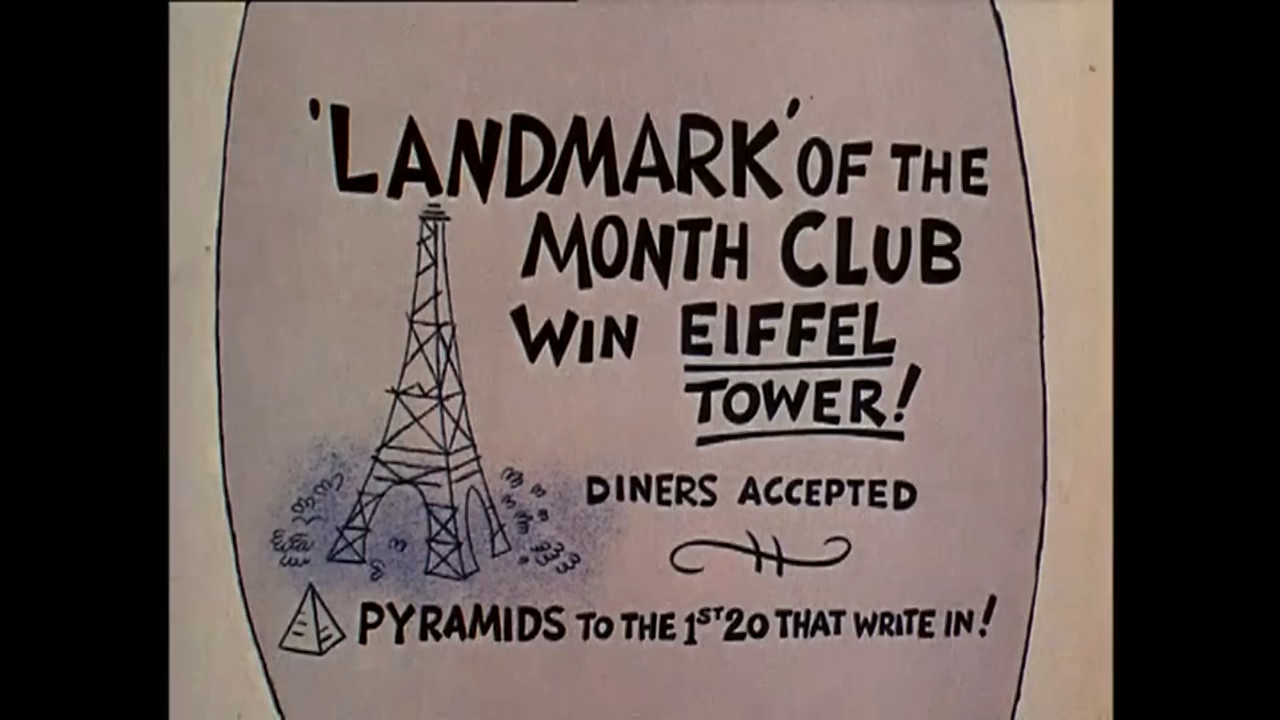 'LANDMARK' OF THE
MONTH CLUB
WIN EIFFEL
TOWER!
DINERS ACCEPTED
PYRAMIDS TO THE 1ST 20 THAT WRITE IN!